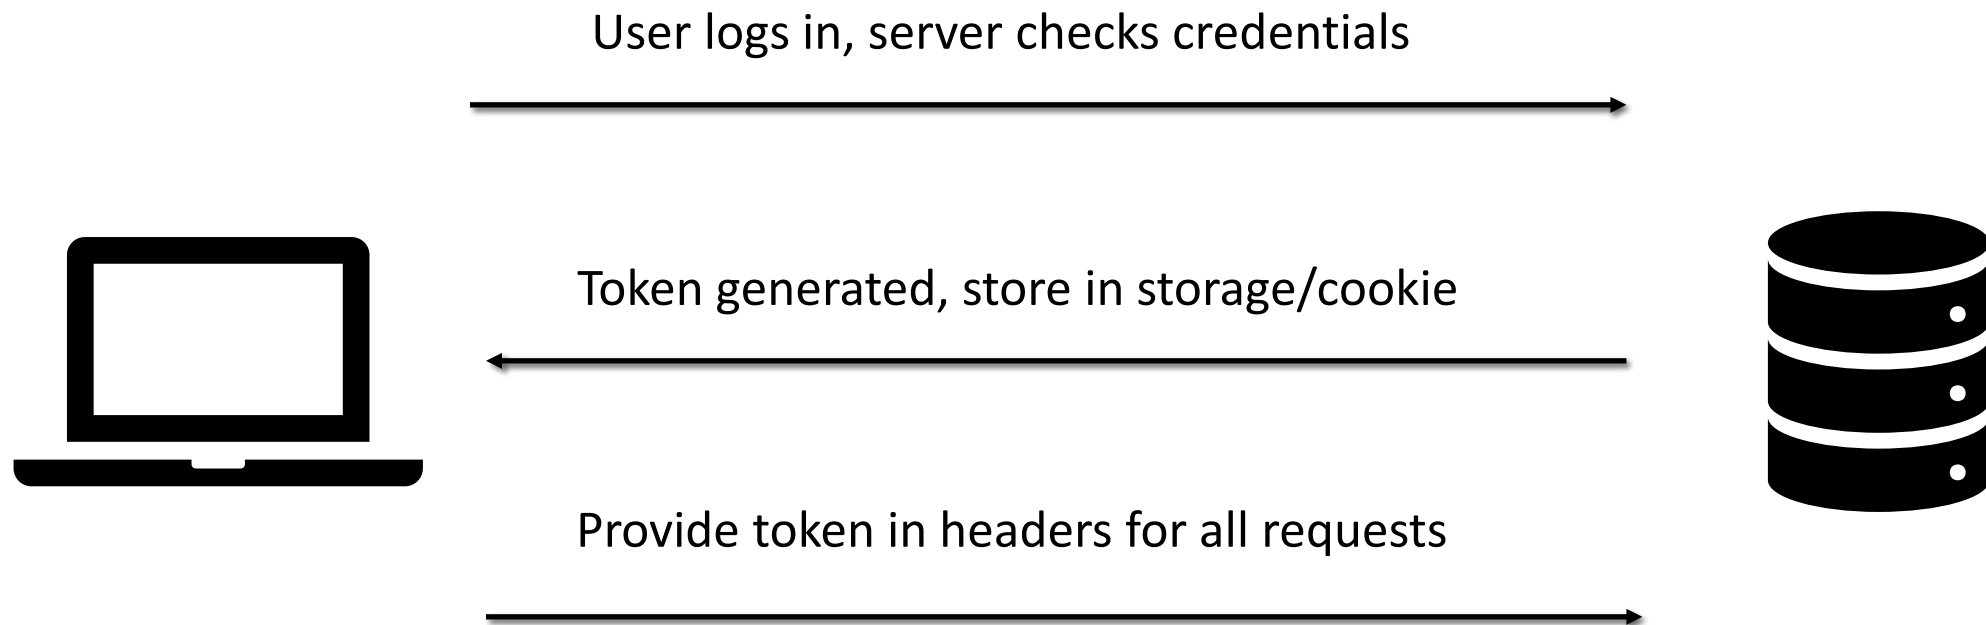 User logs in, server checks credentials
Token generated, store in storage/cookie
Provide token in headers for all requests